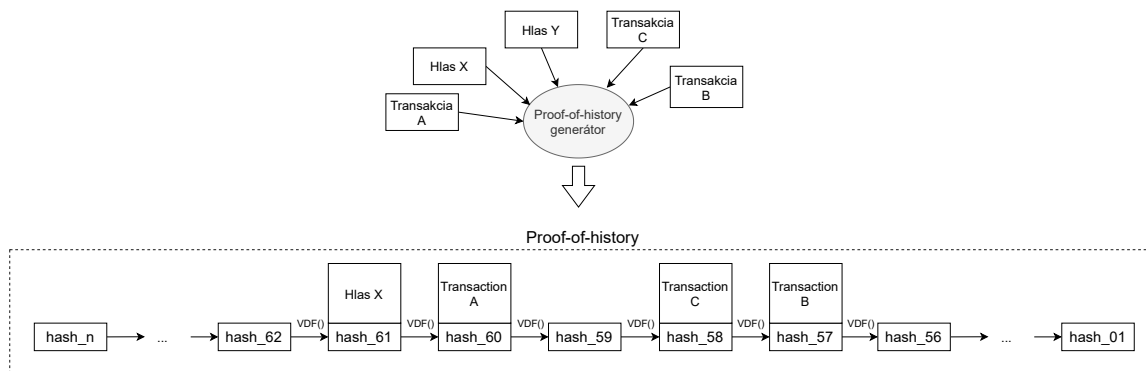 Hlas Y
Transakcia
C
Hlas X
Transakcia
B
Transakcia
A
Proof-of-history
generátor
Proof-of-history
Hlas X
Transaction
A
Transaction
C
Transaction
B
hash_n
...
hash_62
VDF()
hash_61
VDF()
hash_60
VDF()
hash_59
VDF()
hash_58
VDF()
hash_57
VDF()
hash_56
...
hash_01